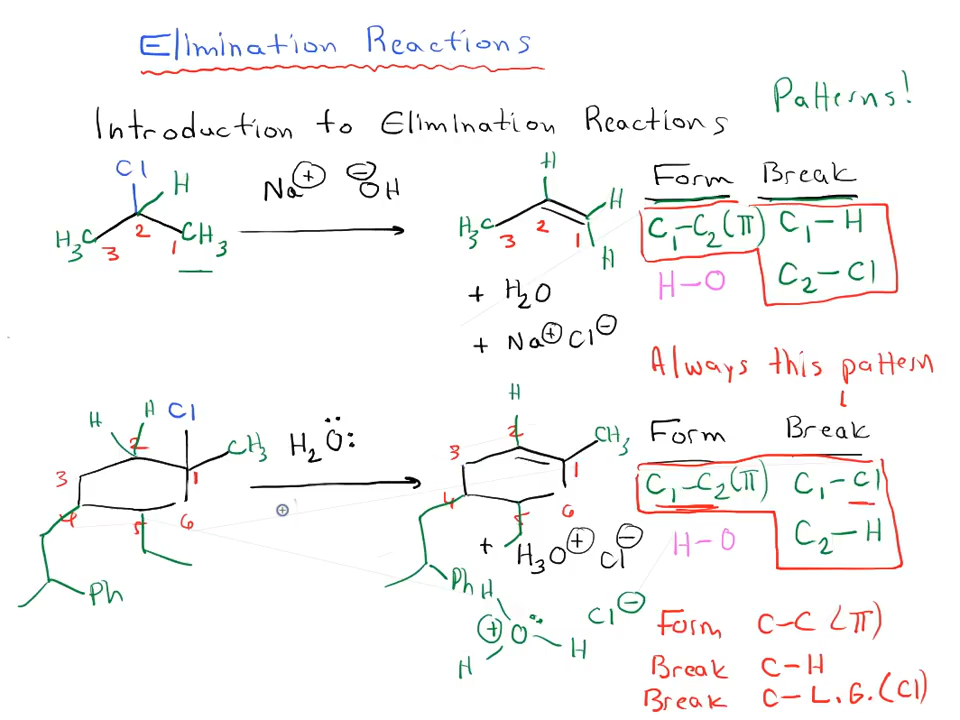 Elimination Reactions
Patterns!
Introduction to Elimination Reactions
Cl
H
H₃C
3
2
1
CH₃
Na⊕ ⊖OH
H
H
H₃C
3
2
1
H
+ H₂O
+ Na⊕ Cl⊖
Form Break
C₁–C₂(π) C₁–H
H–O C₂–Cl
Always this pattern
H H Cl
CH₃
2
3
1
4
5
6
Ph
H₂Ö:
H
CH₃
2
3
1
4
5
6
Ph
+ H₃O⊕ Cl⊖
H
⊕ O
H
H
Cl⊖
Form Break
C₁–C₂(π) C₁–Cl
H–O C₂–H
Form C–C (π)
Break C–H
Break C–L.G.(Cl)